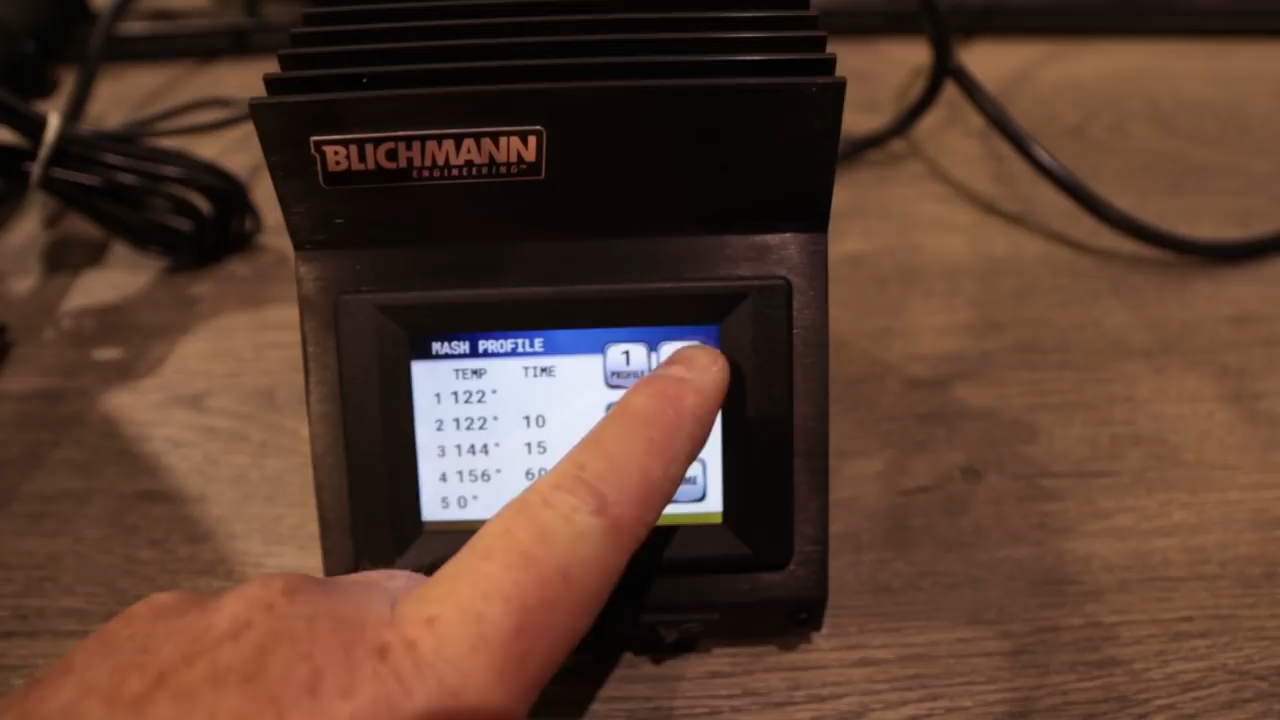 BLICHMANN
ENGINEERING™
MASH PROFILE
1
PROFILE
TEMP TIME
1 122°
2 122° 10
3 144° 15
4 156° 60
5 0°